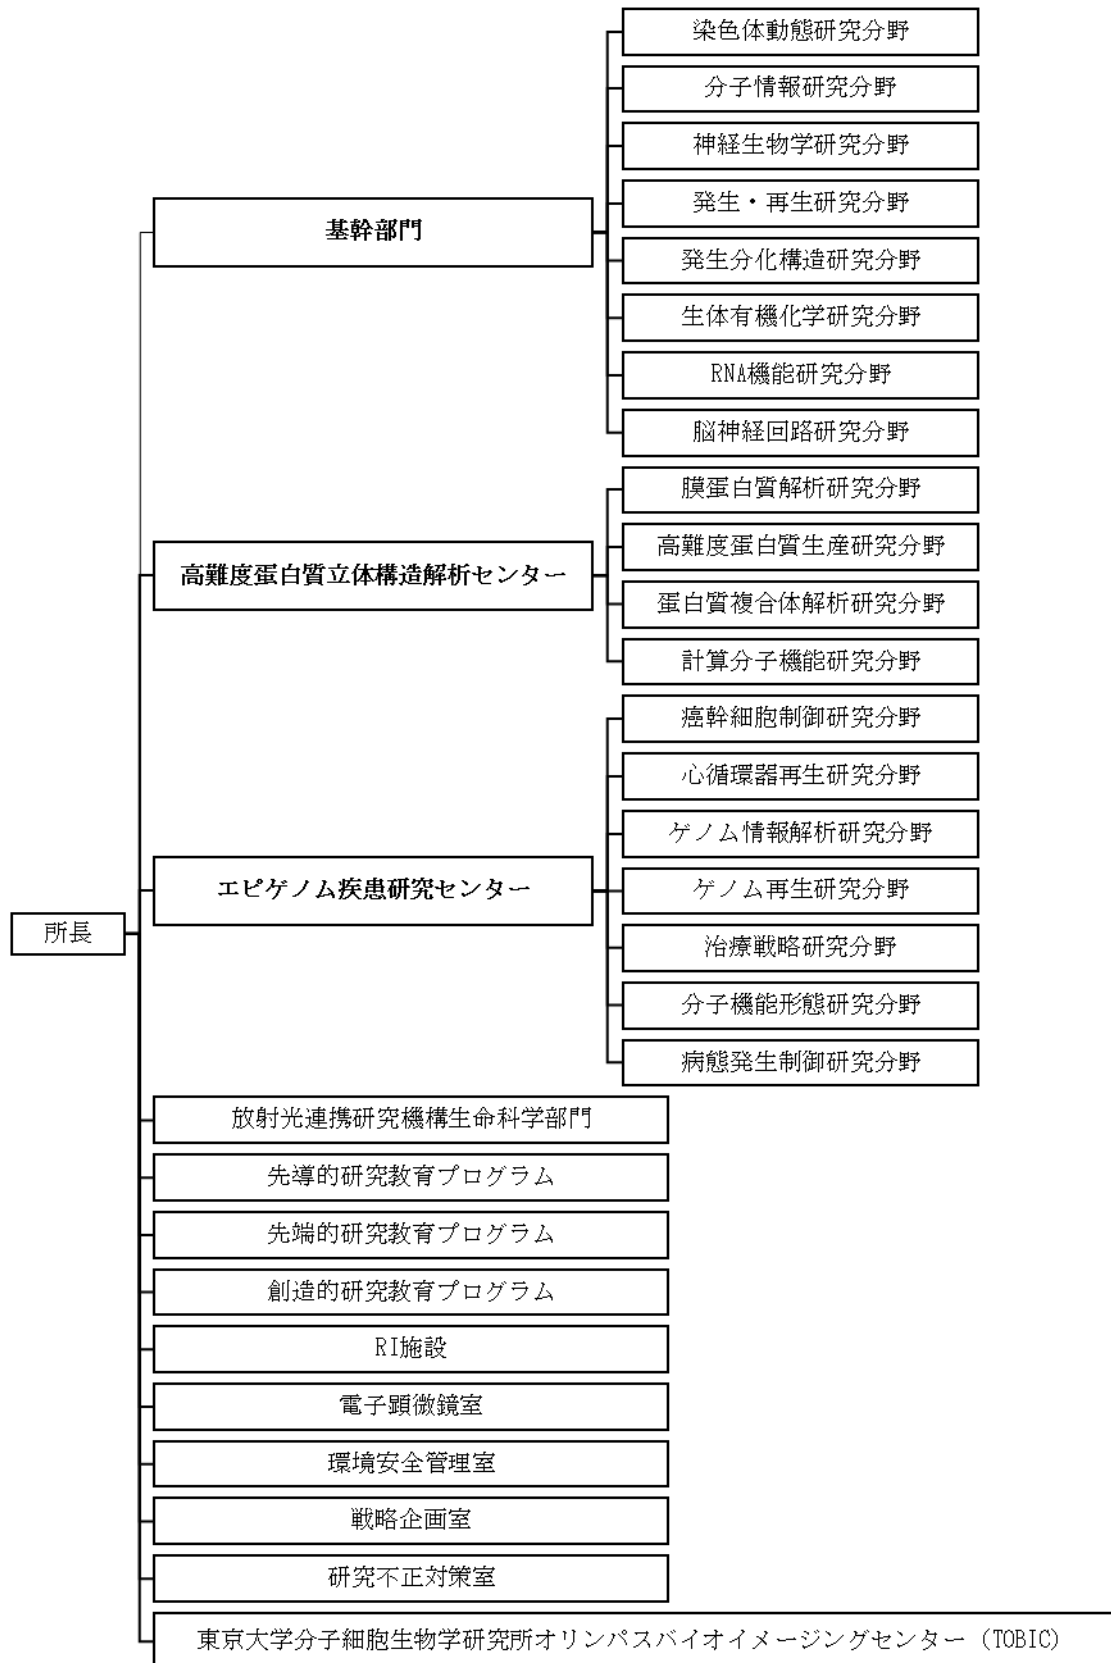 染色体動態研究分野
分子情報研究分野
神経生物学研究分野
発生・再生研究分野
基幹部門
発生分化構造研究分野
生体有機化学研究分野
RNA機能研究分野
脳神経回路研究分野
膜蛋白質解析研究分野
高難度蛋白質生産研究分野
高難度蛋白質立体構造解析センター
蛋白質複合体解析研究分野
計算分子機能研究分野
癌幹細胞制御研究分野
心循環器再生研究分野
ゲノム情報解析研究分野
エピゲノム疾患研究センター
ゲノム再生研究分野
所長
治療戦略研究分野
分子機能形態研究分野
病態発生制御研究分野
放射光連携研究機構生命科学部門
先導的研究教育プログラム
先端的研究教育プログラム
創造的研究教育プログラム
RI施設
電子顕微鏡室
環境安全管理室
戦略企画室
研究不正対策室
東京大学分子細胞生物学研究所オリンパスバイオイメージングセンター（TOBIC）